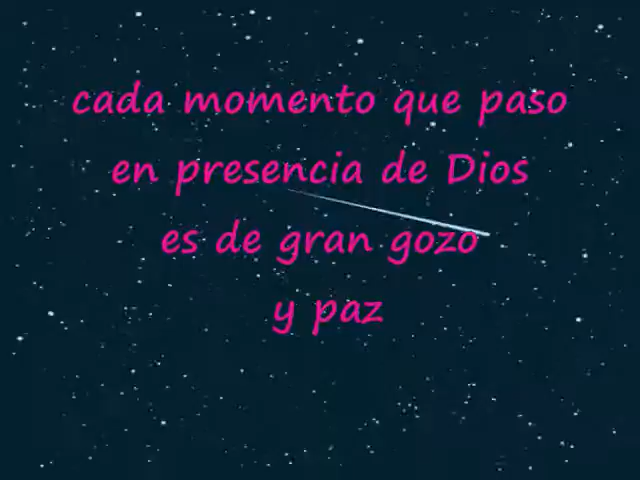 cada momento que paso
en presencia de Dios
es de gran gozo
y paz